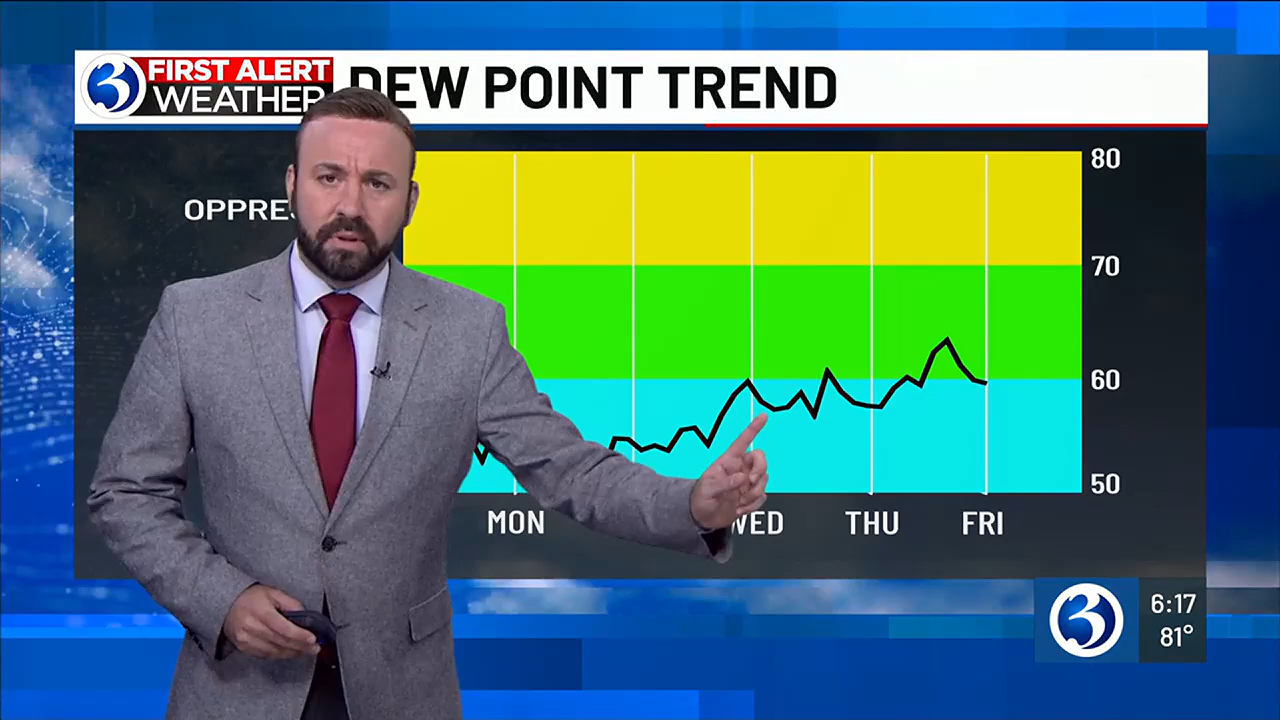 3 FIRST ALERT
WEATHER
DEW POINT TREND
80
OPPRES
70
60
50
MON
WED
THU
FRI
3
6:17
81°